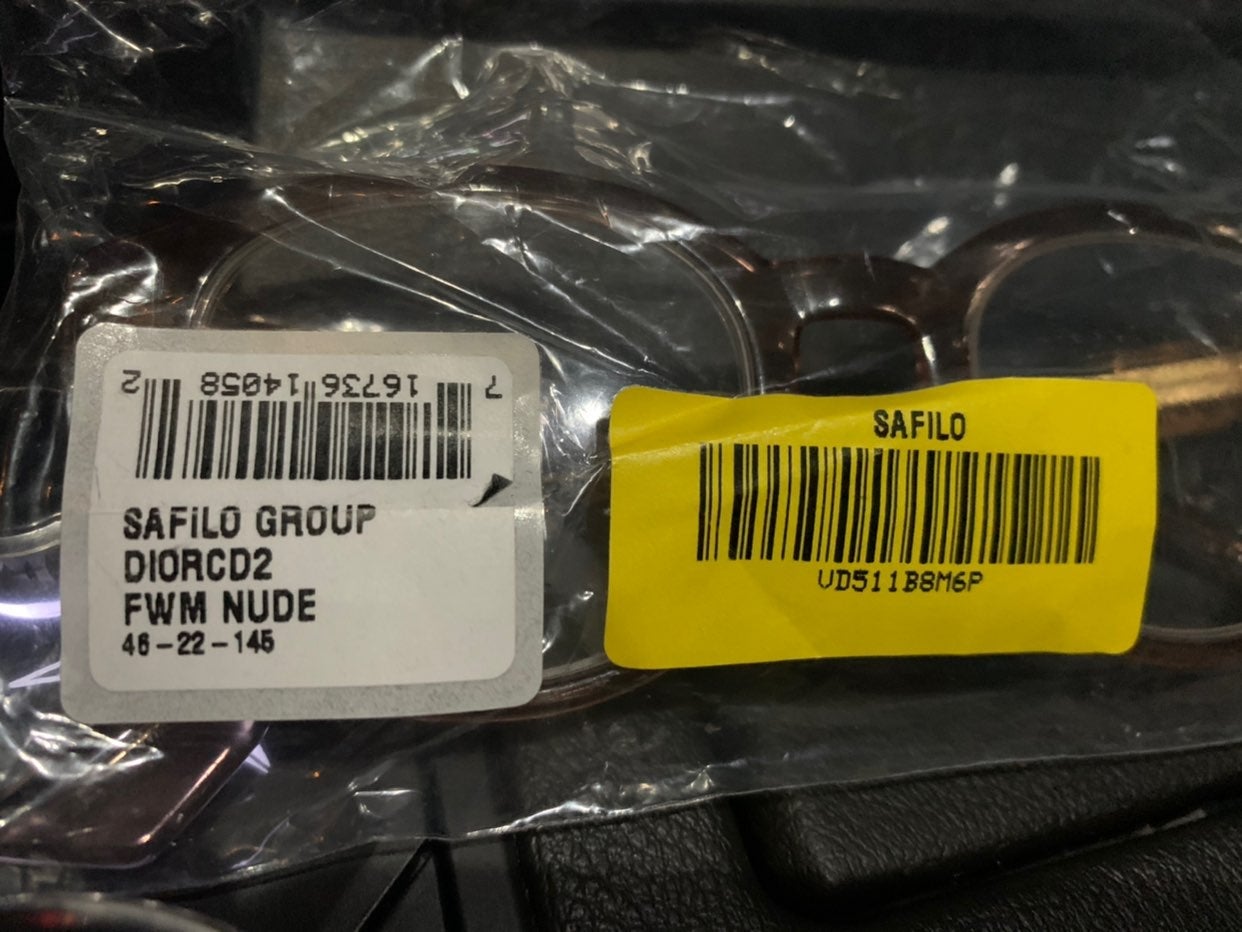 7 16736 14058 2
SAFiLO GROUP
DIORCD2
FWM NUDE
46-22-145
SAFILO
VD511B8M6P